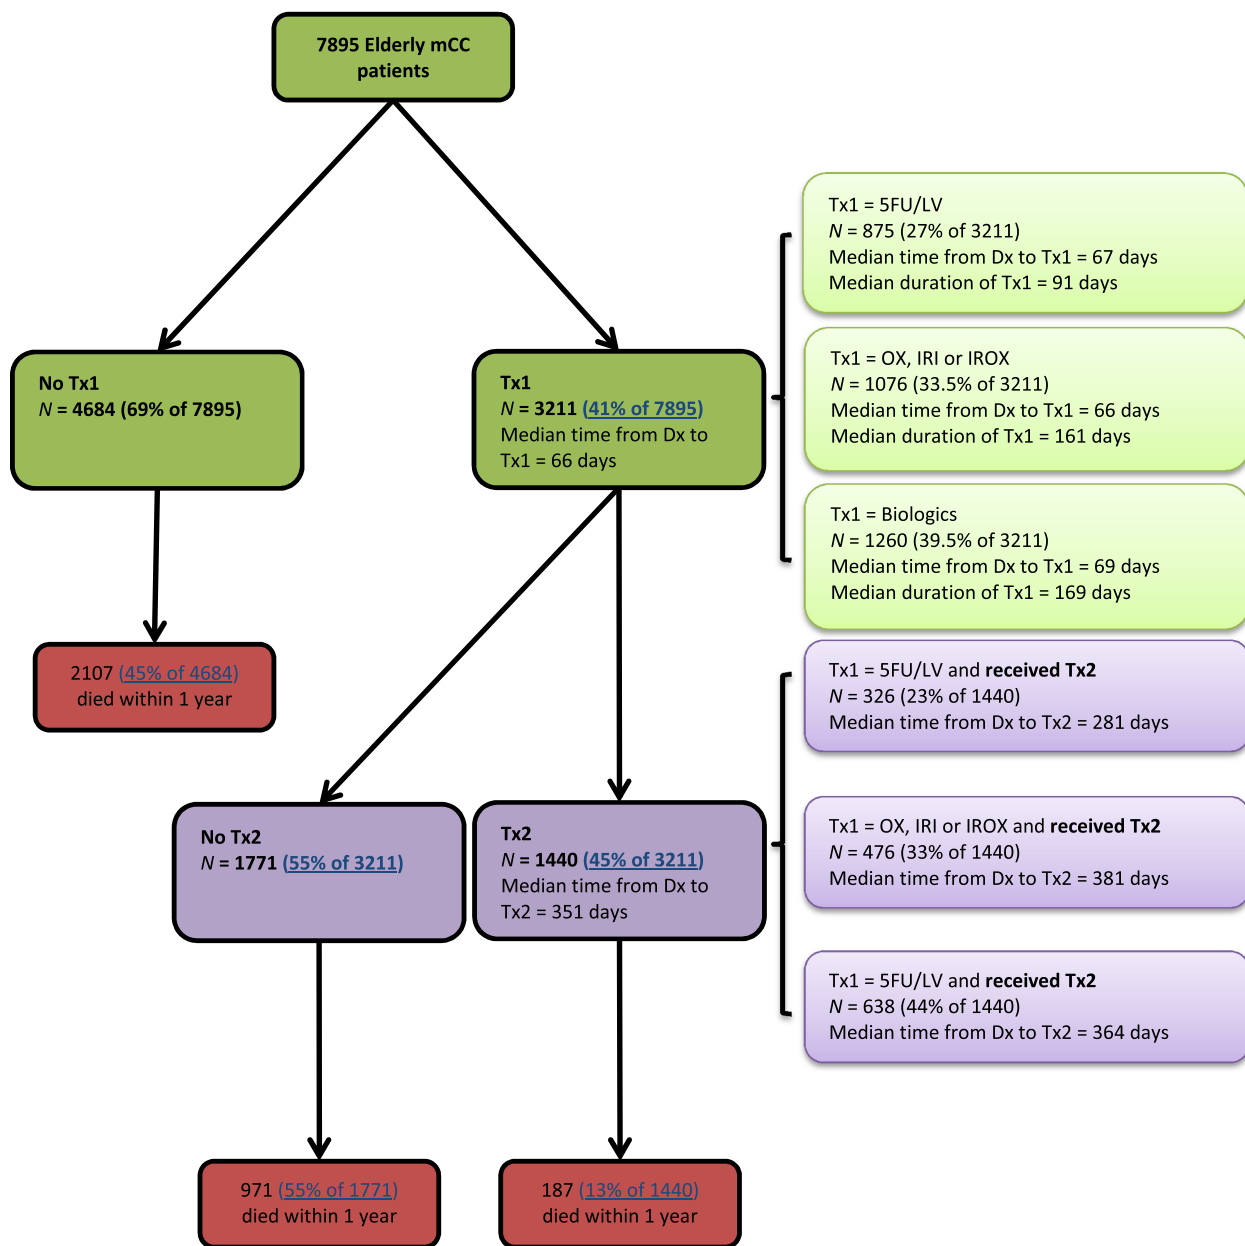 7895 Elderly mCC
patients
No Tx1
N = 4684 (69% of 7895)
Tx1
N = 3211 (41% of 7895)
Median time from Dx to
Tx1 = 66 days
Tx1 = 5FU/LV
N = 875 (27% of 3211)
Median time from Dx to Tx1 = 67 days
Median duration of Tx1 = 91 days
Tx1 = OX, IRI or IROX
N = 1076 (33.5% of 3211)
Median time from Dx to Tx1 = 66 days
Median duration of Tx1 = 161 days
Tx1 = Biologics
N = 1260 (39.5% of 3211)
Median time from Dx to Tx1 = 69 days
Median duration of Tx1 = 169 days
2107 (45% of 4684)
died within 1 year
No Tx2
N = 1771 (55% of 3211)
Tx2
N = 1440 (45% of 3211)
Median time from Dx to
Tx2 = 351 days
Tx1 = 5FU/LV and received Tx2
N = 326 (23% of 1440)
Median time from Dx to Tx2 = 281 days
Tx1 = OX, IRI or IROX and received Tx2
N = 476 (33% of 1440)
Median time from Dx to Tx2 = 381 days
Tx1 = 5FU/LV and received Tx2
N = 638 (44% of 1440)
Median time from Dx to Tx2 = 364 days
971 (55% of 1771)
died within 1 year
187 (13% of 1440)
died within 1 year